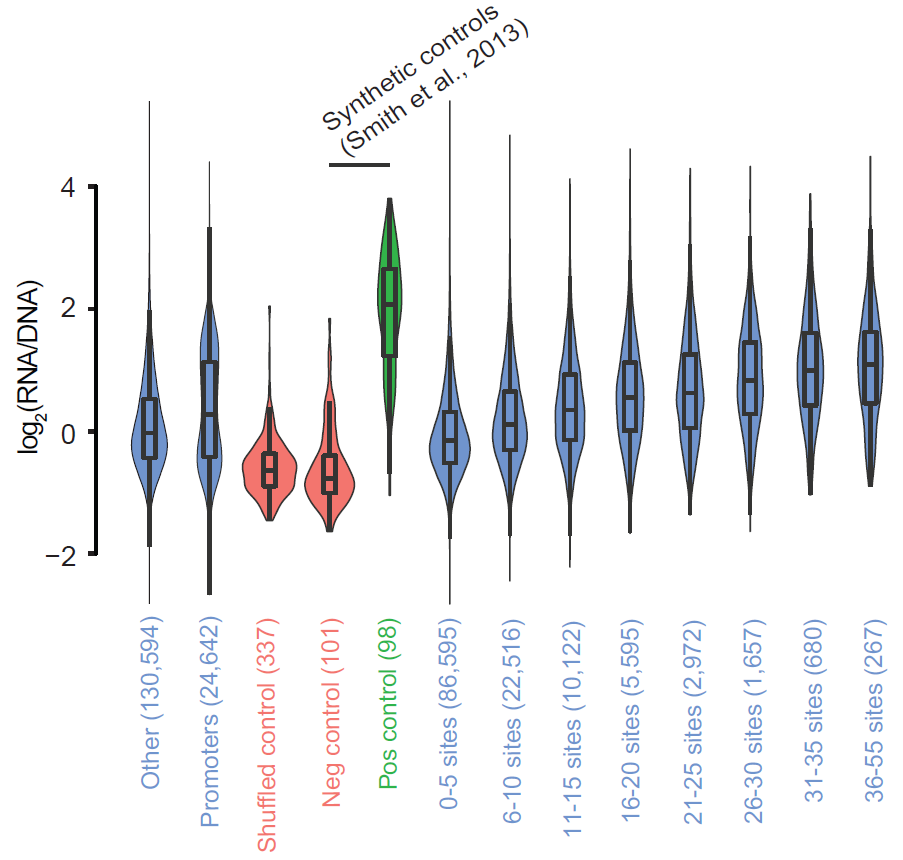 Synthetic controls
(Smith et al., 2013)
log2(RNA/DNA)
4
2
0
−2
Other (130,594)
Promoters (24,642)
Shuffled control (337)
Neg control (101)
Pos control (98)
0-5 sites (86,595)
6-10 sites (22,516)
11-15 sites (10,122)
16-20 sites (5,595)
21-25 sites (2,972)
26-30 sites (1,657)
31-35 sites (680)
36-55 sites (267)